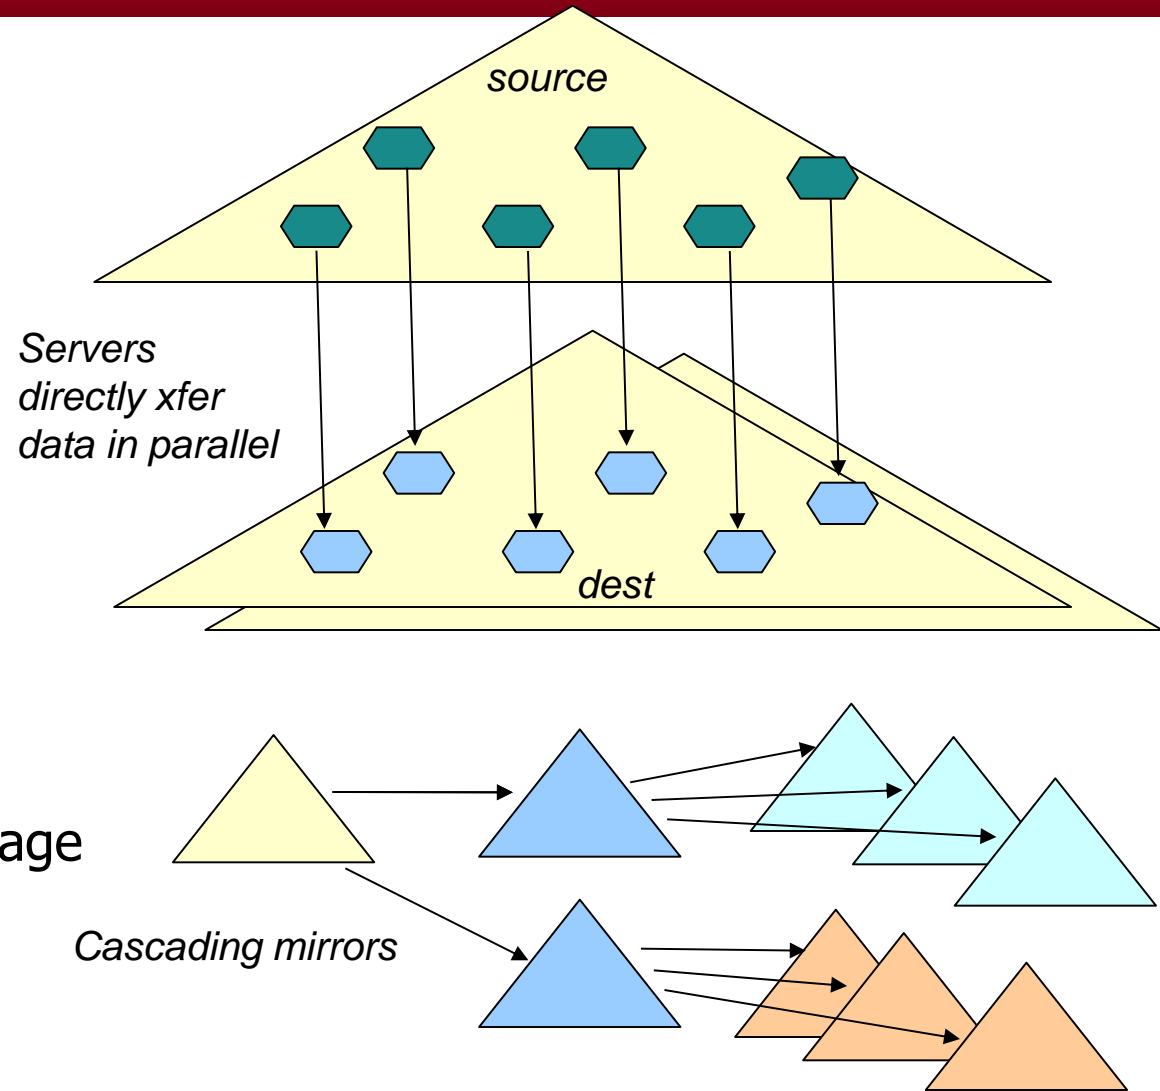 source
Servers
directly xfer
data in parallel
dest
age
Cascading mirrors